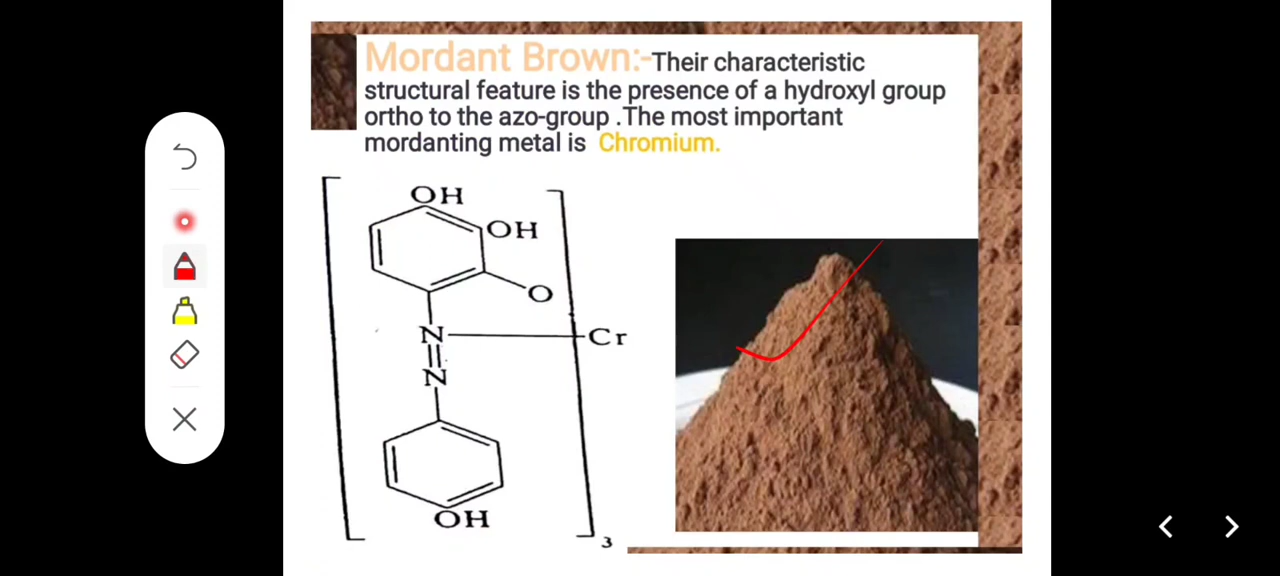 Mordant Brown:-Their characteristic
structural feature is the presence of a hydroxyl group
ortho to the azo-group .The most important
mordanting metal is Chromium.
OH
OH
O
N
Cr
N
OH
3